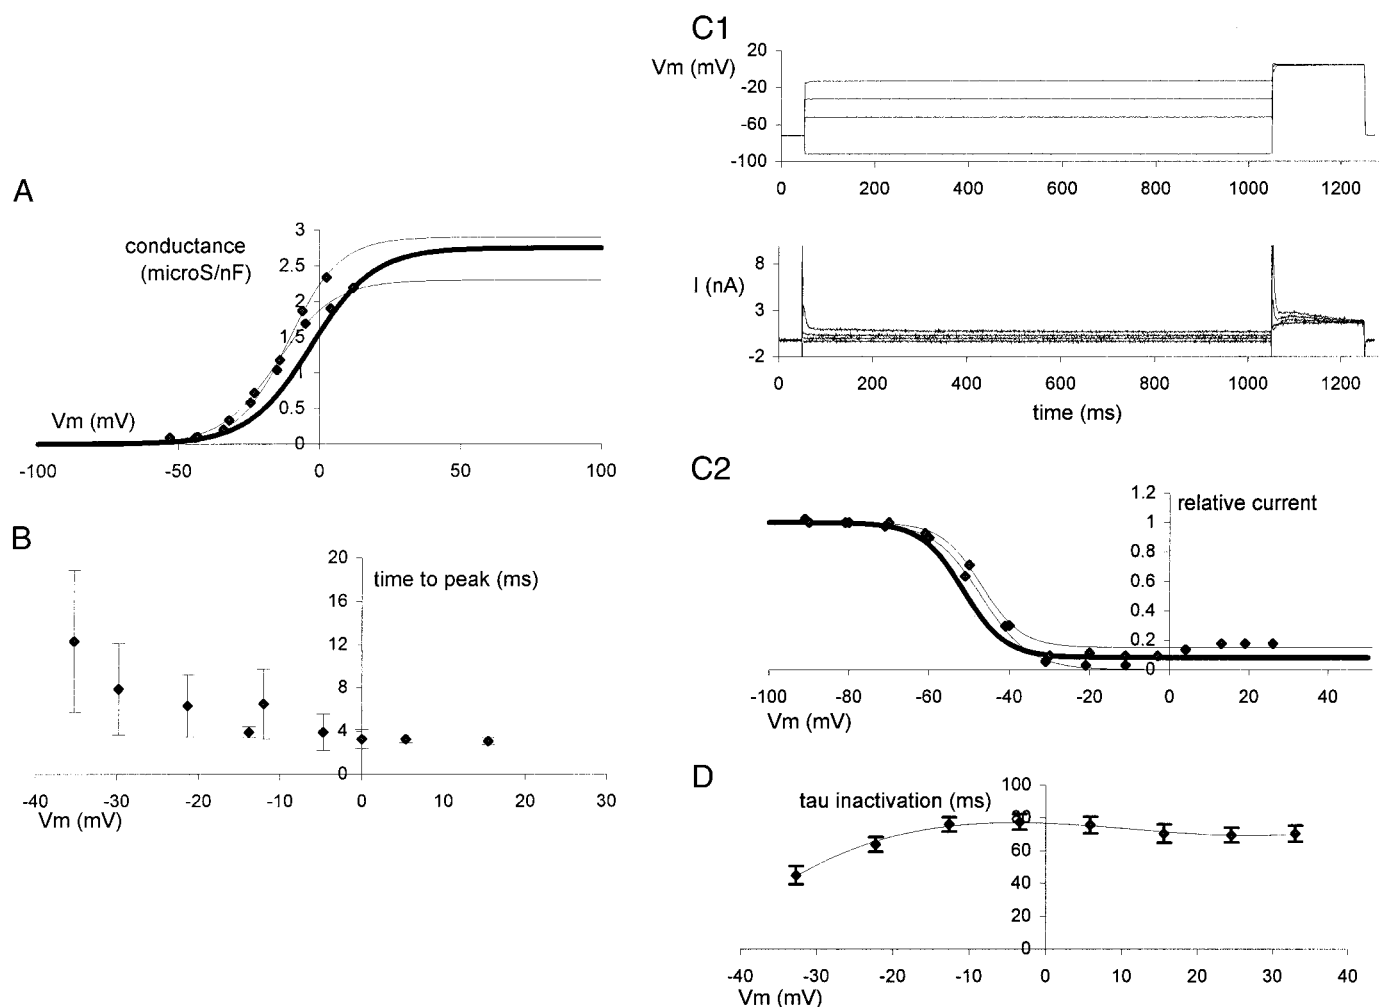 A
conductance
(microS/nF)
3
2.5
2
1.5
1
0.5
0
Vm (mV)
-100 -50 0 50 100
B
time to peak (ms)
20
16
12
8
4
0
-40 -30 -20 -10 0 10 20 30
Vm (mV)
C1
Vm (mV)
20
-20
-60
-100
0 200 400 600 800 1000 1200
I (nA)
8
3
-2
0 200 400 600 800 1000 1200
time (ms)
C2
relative current
1.2
1
0.8
0.6
0.4
0.2
0
-100 -80 -60 -40 -20 0 20 40
Vm (mV)
D
tau inactivation (ms)
100
80
60
40
20
0
-40 -30 -20 -10 0 10 20 30 40
Vm (mV)